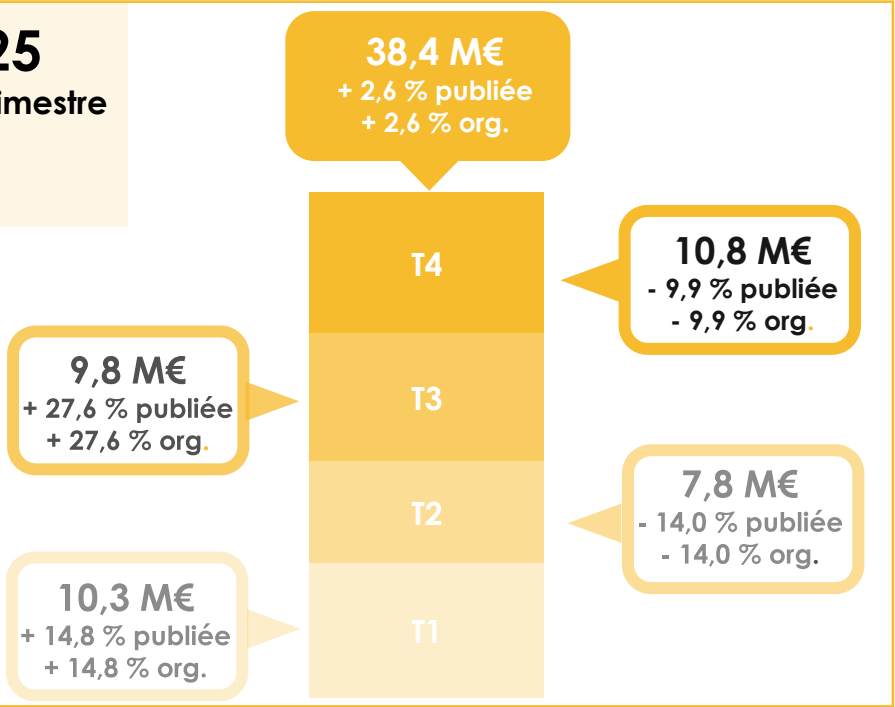 25
imestre
38,4 M€
+ 2,6 % publiée
+ 2,6 % org.
T4
10,8 M€
- 9,9 % publiée
- 9,9 % org.
9,8 M€
+ 27,6 % publiée
+ 27,6 % org.
T3
T2
7,8 M€
- 14,0 % publiée
- 14,0 % org.
10,3 M€
+ 14,8 % publiée
+ 14,8 % org.
T1